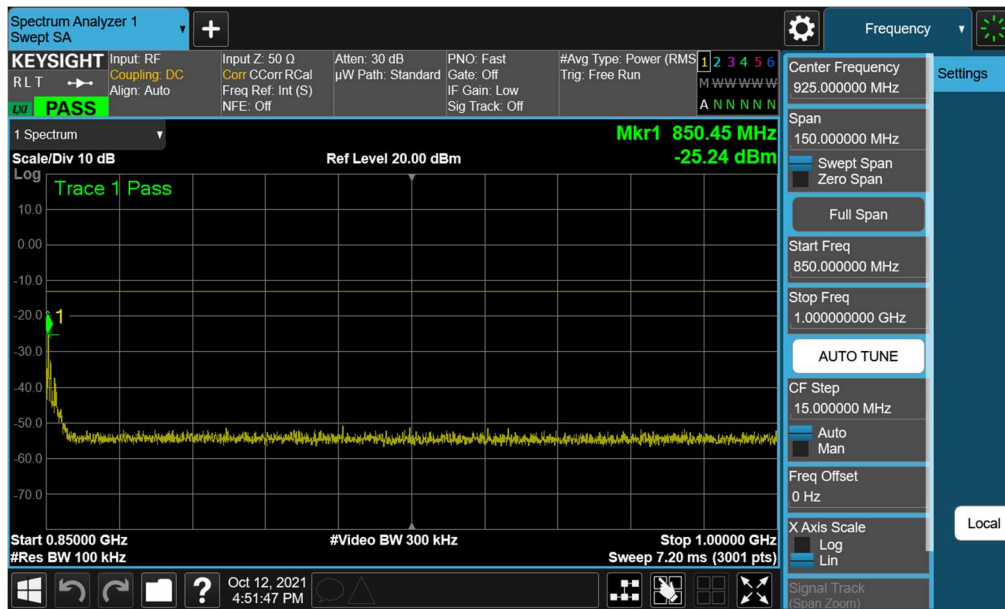 Spectrum Analyzer 1
Swept SA
Frequency
KEYSIGHT
RLT
LXI PASS
Input: RF
Coupling: DC
Align: Auto
Input Z: 50 Ω
Corr CCorr RCal
Freq Ref: Int (S)
NFE: Off
Atten: 30 dB
µW Path: Standard
PNO: Fast
Gate: Off
IF Gain: Low
Sig Track: Off
#Avg Type: Power (RMS
Trig: Free Run
1 2 3 4 5 6
M W W W W W
A N N N N N
1 Spectrum
Mkr1 850.45 MHz
-25.24 dBm
Scale/Div 10 dB
Ref Level 20.00 dBm
Log
Trace 1 Pass
10.0
0.00
-10.0
-20.0
1
-30.0
-40.0
-50.0
-60.0
-70.0
Start 0.85000 GHz
#Video BW 300 kHz
Stop 1.00000 GHz
#Res BW 100 kHz
Sweep 7.20 ms (3001 pts)
?
Oct 12, 2021
4:51:47 PM
Center Frequency
925.000000 MHz
Span
150.000000 MHz
Swept Span
Zero Span
Full Span
Start Freq
850.000000 MHz
Stop Freq
1.000000000 GHz
AUTO TUNE
CF Step
15.000000 MHz
Auto
Man
Freq Offset
0 Hz
X Axis Scale
Log
Lin
Signal Track
(Span Zoom)
Settings
Local